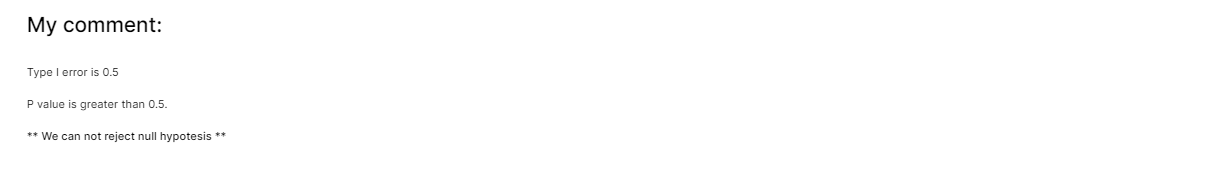 My comment:
Type I error is 0.5
P value is greater than 0.5.
** We can not reject null hypotesis **